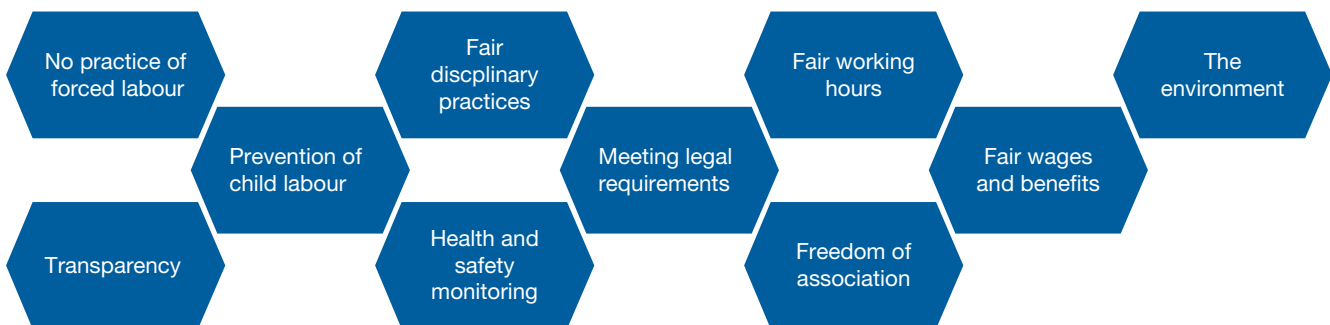 No practice of
forced labour
Fair
discplinary
practices
Fair working
hours
The
environment
Prevention of
child labour
Meeting legal
requirements
Fair wages
and benefits
Transparency
Health and
safety
monitoring
Freedom of
association